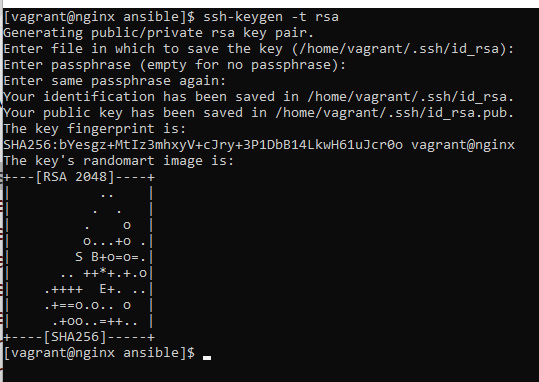 [vagrant@nginx ansible]$ ssh-keygen -t rsa
Generating public/private rsa key pair.
Enter file in which to save the key (/home/vagrant/.ssh/id_rsa):
Enter passphrase (empty for no passphrase):
Enter same passphrase again:
Your identification has been saved in /home/vagrant/.ssh/id_rsa.
Your public key has been saved in /home/vagrant/.ssh/id_rsa.pub.
The key fingerprint is:
SHA256:bYesgz+MtIz3mhxyV+cJry+3P1DbB14LkwH61uJcr0o vagrant@nginx
The key's randomart image is:
+---[RSA 2048]----+
|            ..    |
|           .  .   |
|          .    o  |
|         o...+o . |
|        S B+o=o=. |
|      .. ++*+.+.o|
|    .++++  E+. ..|
|    .+==o.o.. o  |
|     .+oo..=++.. |
+----[SHA256]-----+
[vagrant@nginx ansible]$